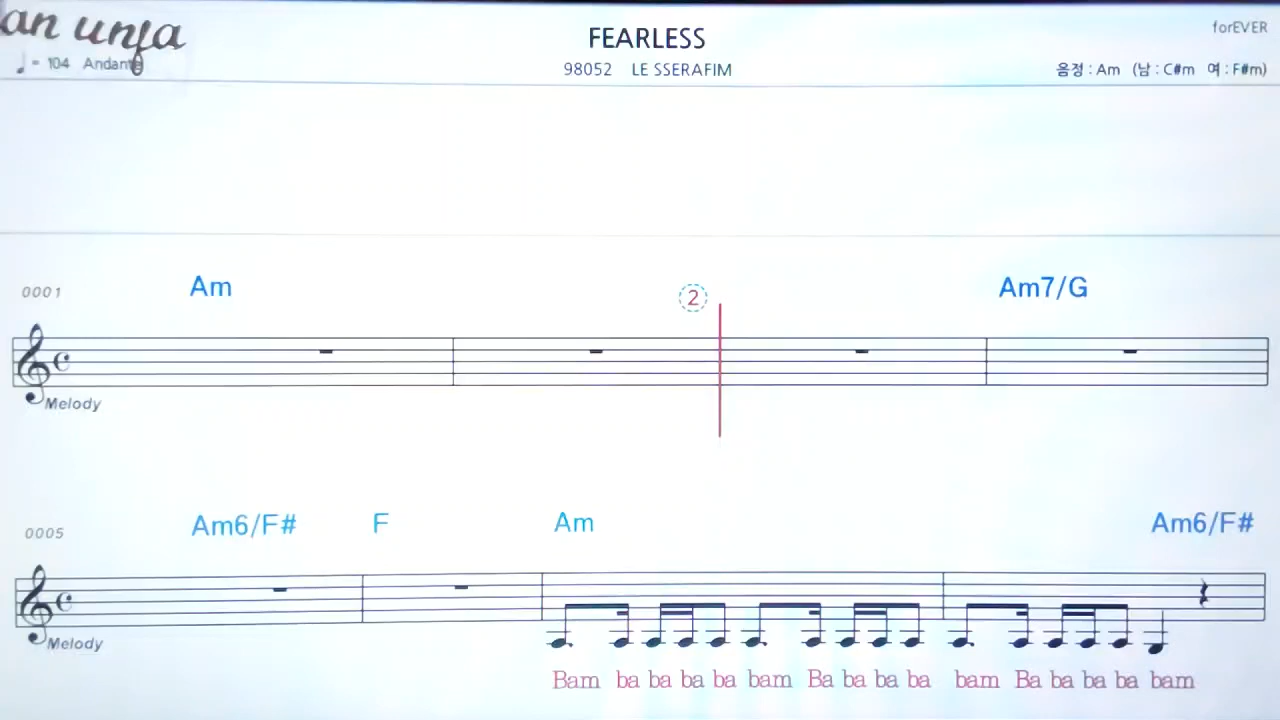 an unfa
FEARLESS
forEVER
♩= 104 Andante
98052 LE SSERAFIM
음정 : Am (남 : C#m 여 : F#m)
0001 Am ② Am7/G
Melody
0005 Am6/F# F Am Am6/F#
Melody
Bam ba ba ba ba bam Ba ba ba ba bam Ba ba ba ba bam